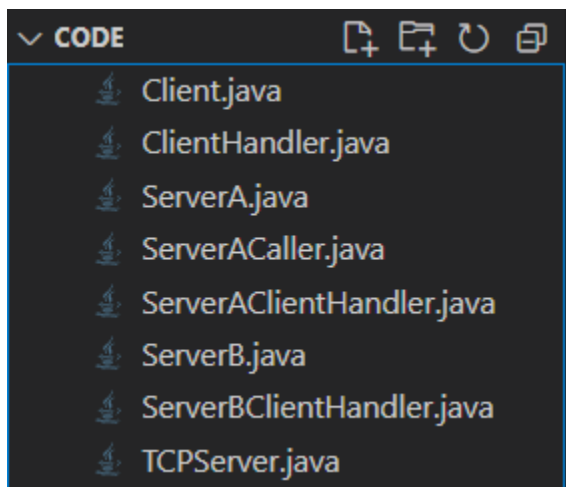 CODE
Client.java
ClientHandler.java
ServerA.java
ServerACaller.java
ServerAClientHandler.java
ServerB.java
ServerBClientHandler.java
TCPServer.java